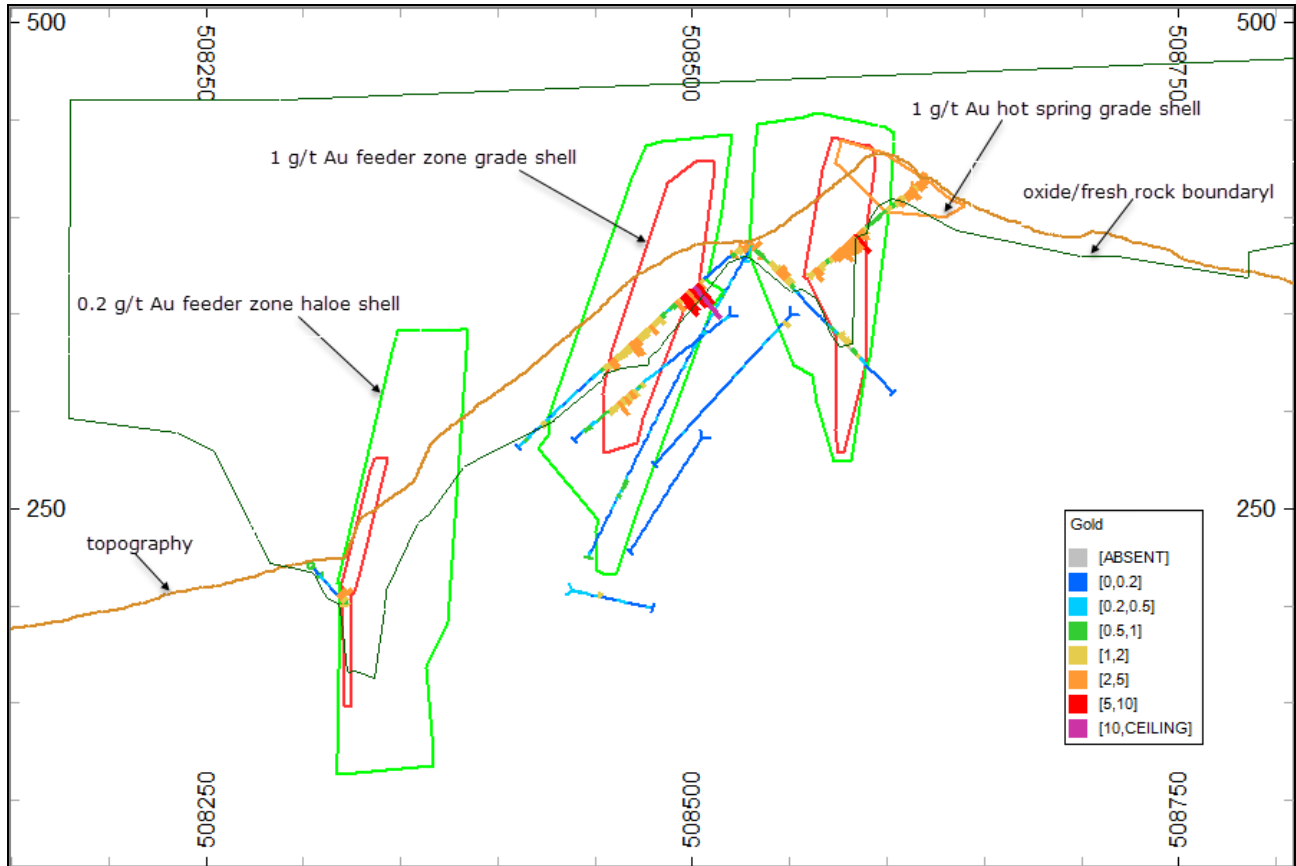 500
500
508250
508500
508750
1 g/t Au hot spring grade shell
1 g/t Au feeder zone grade shell
oxide/fresh rock boundaryl
0.2 g/t Au feeder zone haloe shell
250
250
topography
Gold
[ABSENT]
[0,0.2]
[0.2,0.5]
[0.5,1]
[1,2]
[2,5]
[5,10]
[10,CEILING]
508250
508500
508750